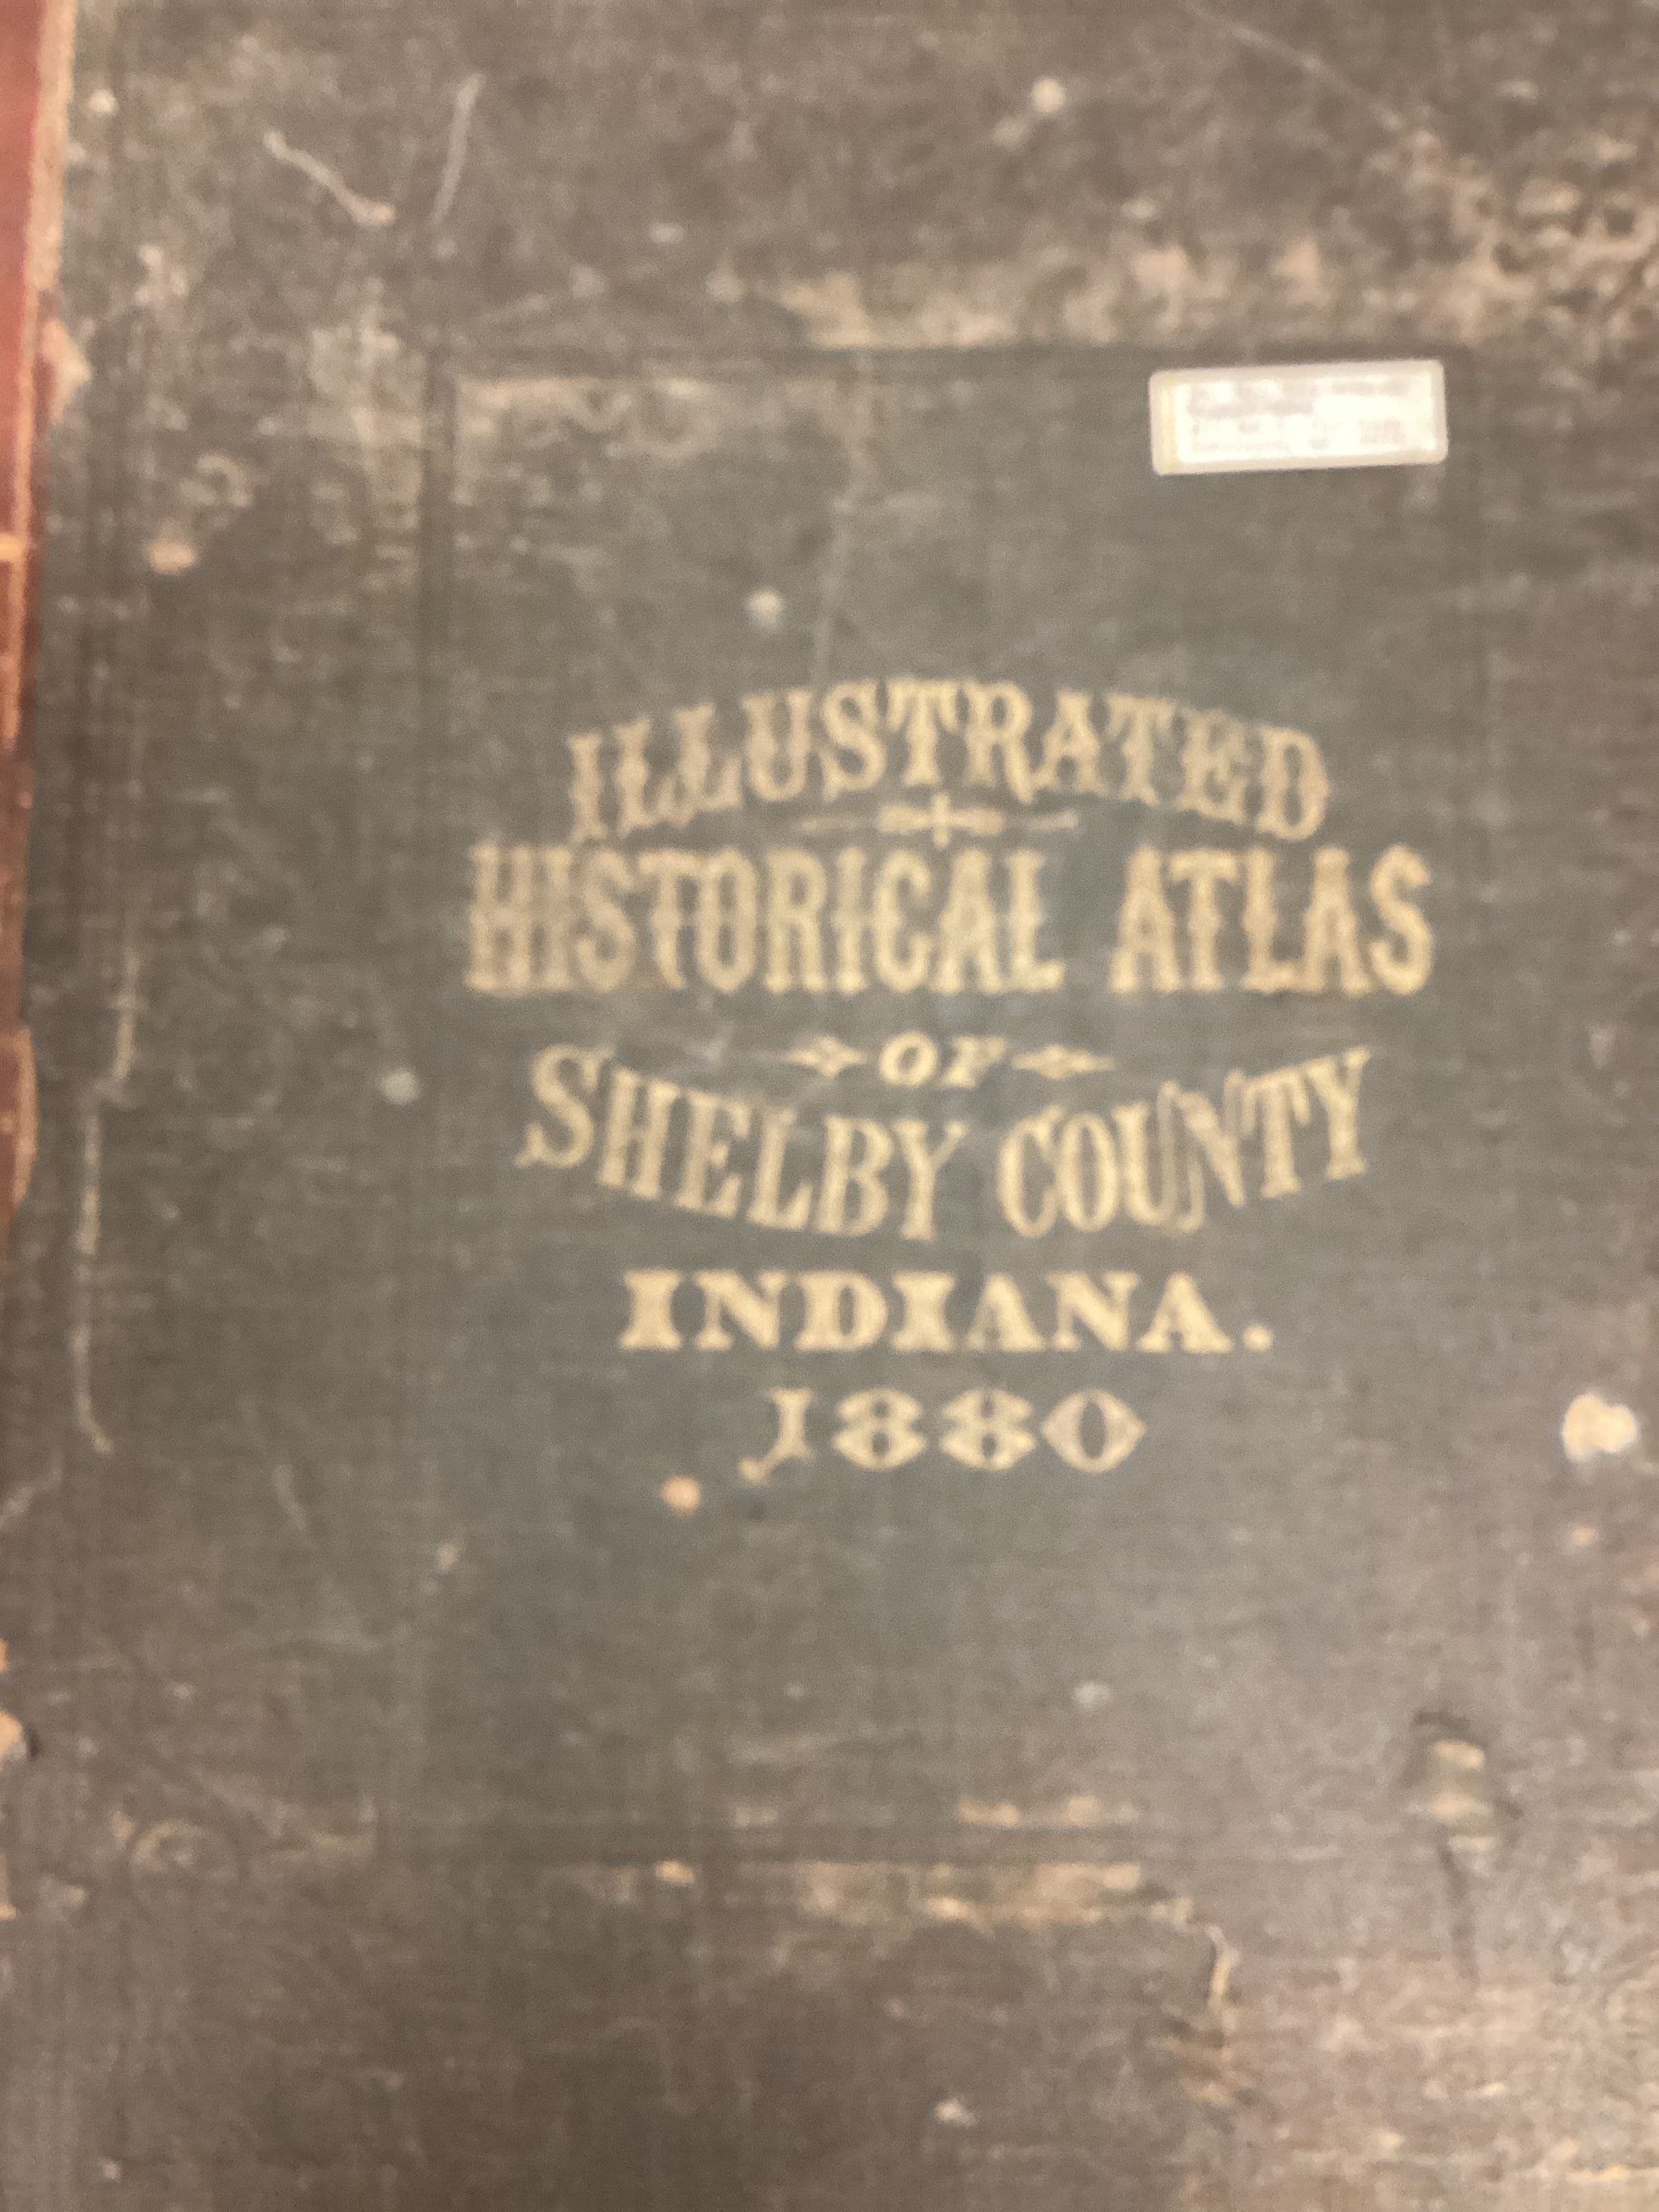 ILLUSTRATED
HISTORICAL ATLAS
OF
SHELBY COUNTY
INDIANA.
1880